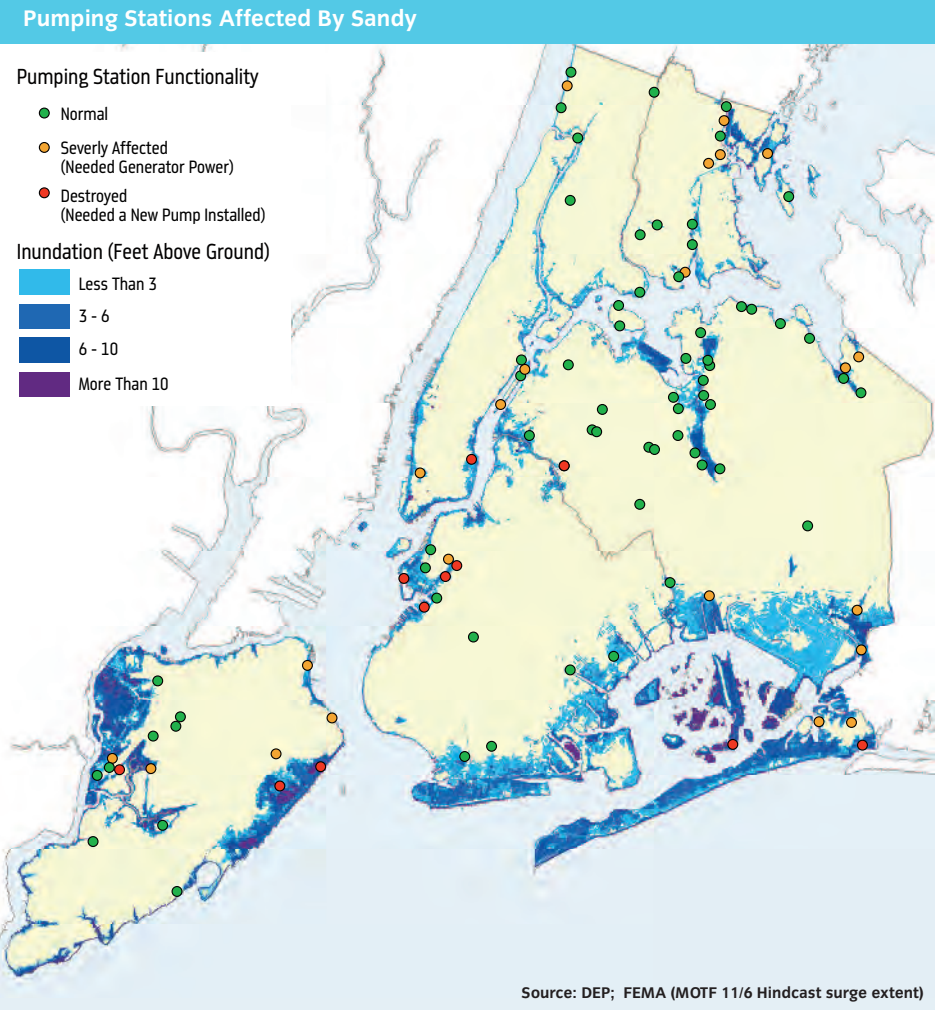 Pumping Stations Affected By Sandy
Pumping Station Functionality
Normal
Severly Affected
(Needed Generator Power)
Destroyed
(Needed a New Pump Installed)
Inundation (Feet Above Ground)
Less Than 3
3 - 6
6 - 10
More Than 10
Source: DEP; FEMA (MOTF 11/6 Hindcast surge extent)